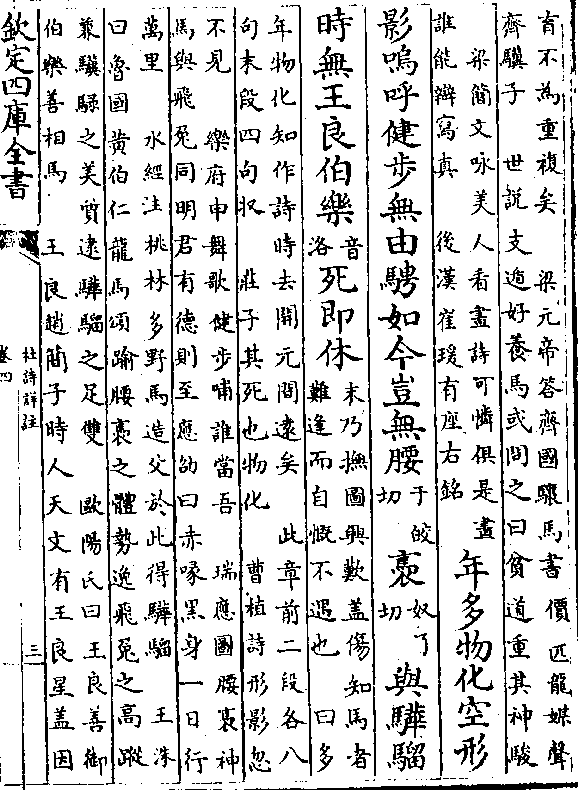 首不為重複矣 梁元帝答齊國驤馬書 價匹龍媒聲
齊驥子 世説支遁好養馬或問之曰貧道重其神駿
梁簡文咏美人看畫詩可憐俱是畫
誰能辨寫真 後漢崔瑗有座右銘
年多物化空形
影嗚呼健步無由騁如今豈無腰于皎切褭奴了切與驊騮
時無王良伯樂音洛死即休
末乃撫圖興歎蓋傷知馬者
難逢而自慨不遇也 曰多
年物化知作詩時去開元間遠矣 此章前二段各八
句末段四句収 莊子其死也物化 曹植詩形影忽
不見 樂府申舞歌健步哺誰當吾 瑞應圖腰褭神
馬與飛兔同明君有德則至應劭曰赤喙黑身一日行
萬里 水經注桃林多野馬造父於此得驊騮 王洙
曰魯國黃伯仁龍馬頌踰腰褭之體勢逸飛兔之高蹤
兼驥騄之美質逮驊騮之足雙 歐陽氏曰王良善御
伯樂善相馬 王良趙簡子時人天文有王良星蓋因
欽定四庫全書
杜詩詳註
卷四
三